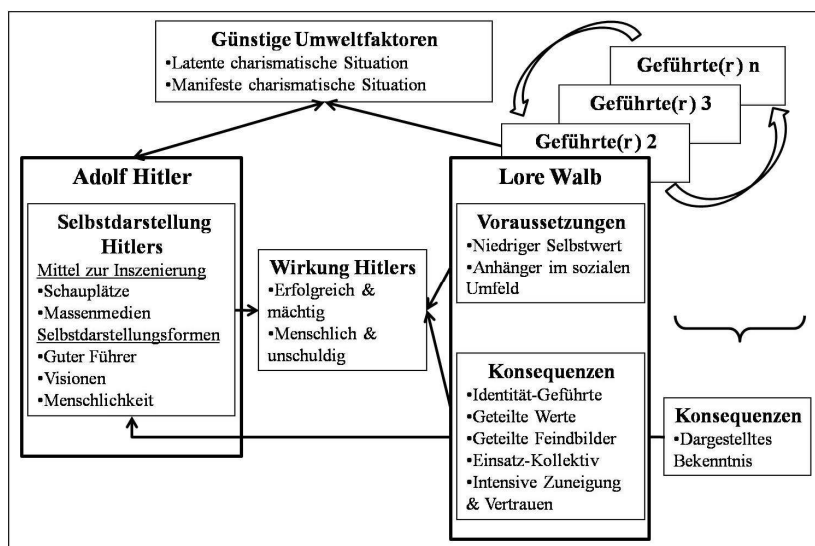 Günstige Umweltfaktoren
▪Latente charismatische Situation
▪Manifeste charismatische Situation
Geführte(r) n
Geführte(r) 3
Geführte(r) 2
Adolf Hitler
Selbstdarstellung
Hitlers
Mittel zur Inszenierung
▪Schauplätze
▪Massenmedien
Selbstdarstellungsformen
▪Guter Führer
▪Visionen
▪Menschlichkeit
Wirkung Hitlers
▪Erfolgreich &
mächtig
▪Menschlich &
unschuldig
Lore Walb
Voraussetzungen
▪Niedriger Selbstwert
▪Anhänger im sozialen
Umfeld
Konsequenzen
▪Identität-Geführte
▪Geteilte Werte
▪Geteilte Feindbilder
▪Einsatz-Kollektiv
▪Intensive Zuneigung
& Vertrauen
Konsequenzen
▪Dargestelltes
Bekenntnis